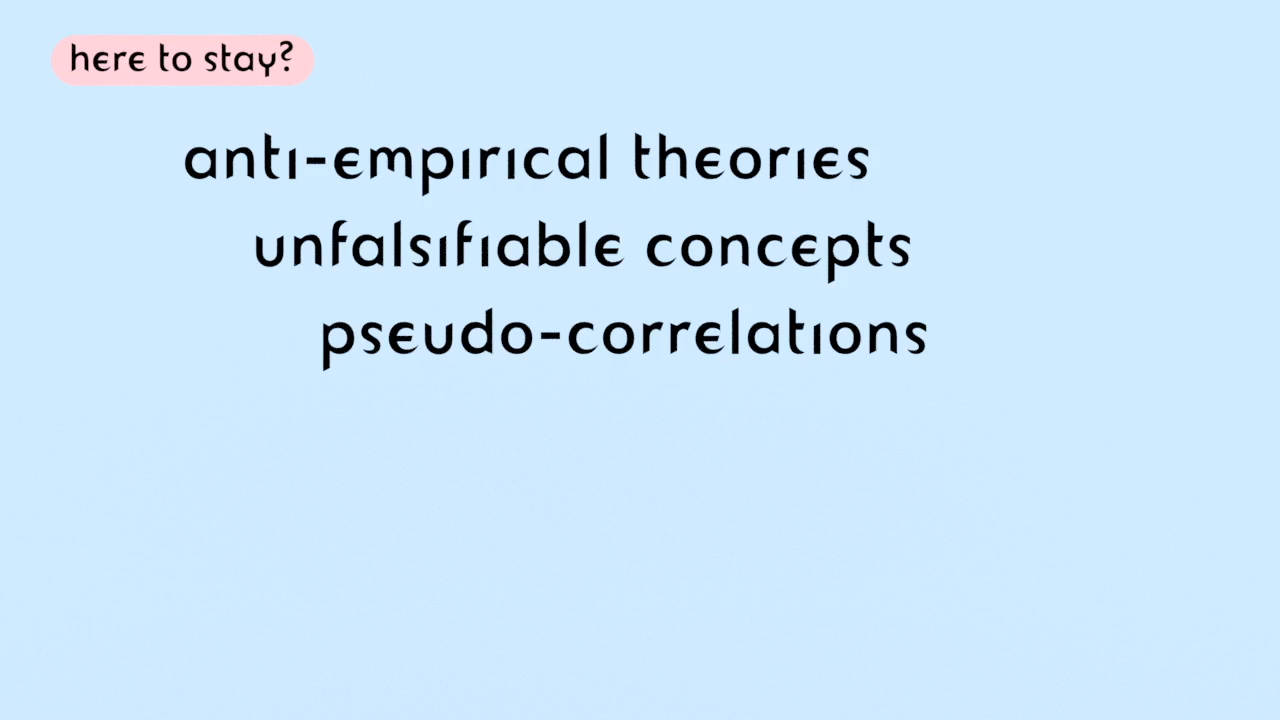 here to stay?
anti-empirical theories
unfalsifiable concepts
pseudo-correlations